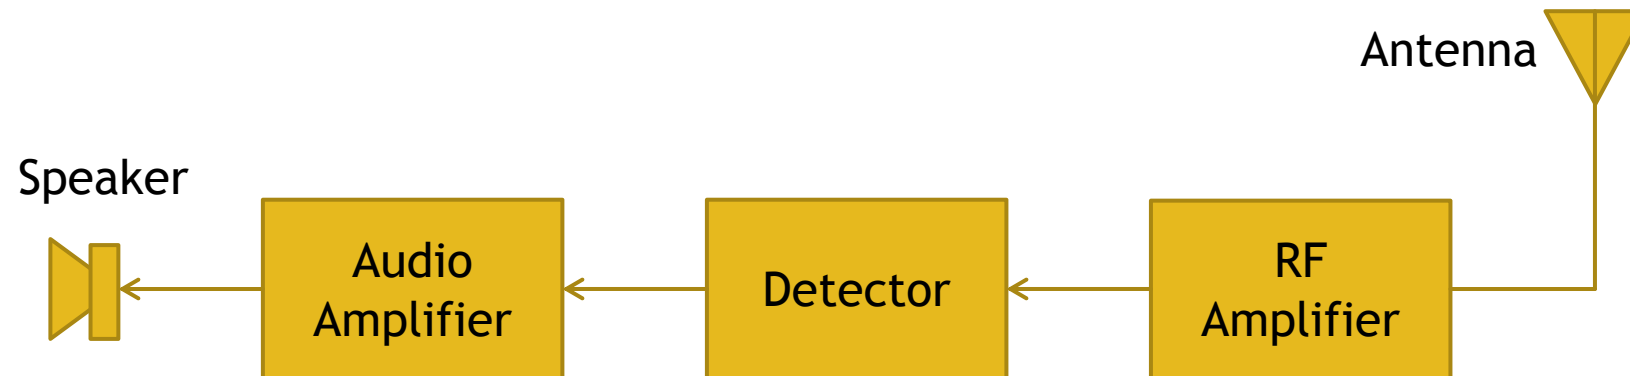 Antenna
Speaker
Audio
Amplifier
Detector
RF
Amplifier